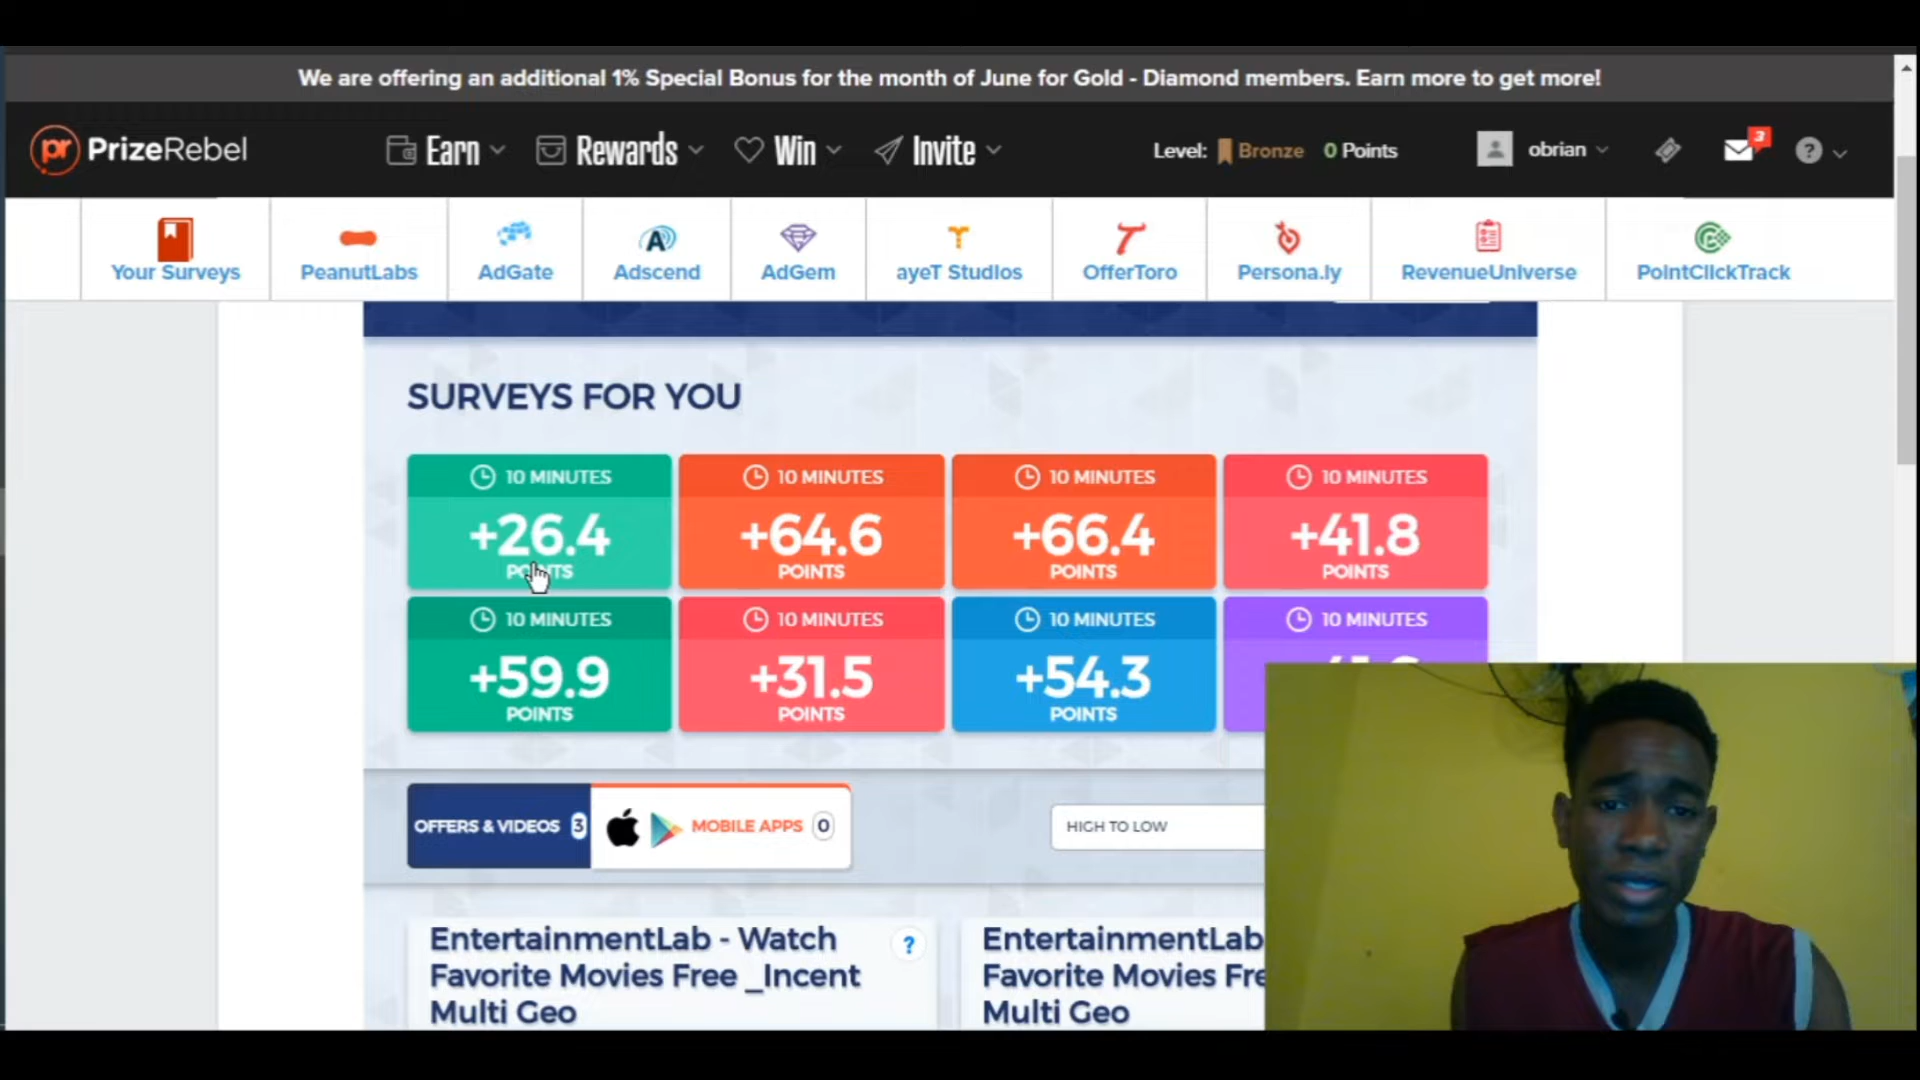 We are offering an additional 1% Special Bonus for the month of June for Gold - Diamond members. Earn more to get more!
pr PrizeRebel Earn Rewards Win Invite Level: Bronze 0 Points obrian 3 ?
Your Surveys PeanutLabs AdGate Adscend AdGem ayeT Studios OfferToro Persona.ly RevenueUniverse PointClickTrack
SURVEYS FOR YOU
10 MINUTES 10 MINUTES 10 MINUTES 10 MINUTES
+26.4 +64.6 +66.4 +41.8
POINTS POINTS POINTS POINTS
10 MINUTES 10 MINUTES 10 MINUTES 10 MINUTES
+59.9 +31.5 +54.3
POINTS POINTS POINTS
OFFERS & VIDEOS 3 MOBILE APPS 0 HIGH TO LOW
EntertainmentLab - Watch
Favorite Movies Free _Incent
Multi Geo
?
EntertainmentLab
Favorite Movies
Multi Geo